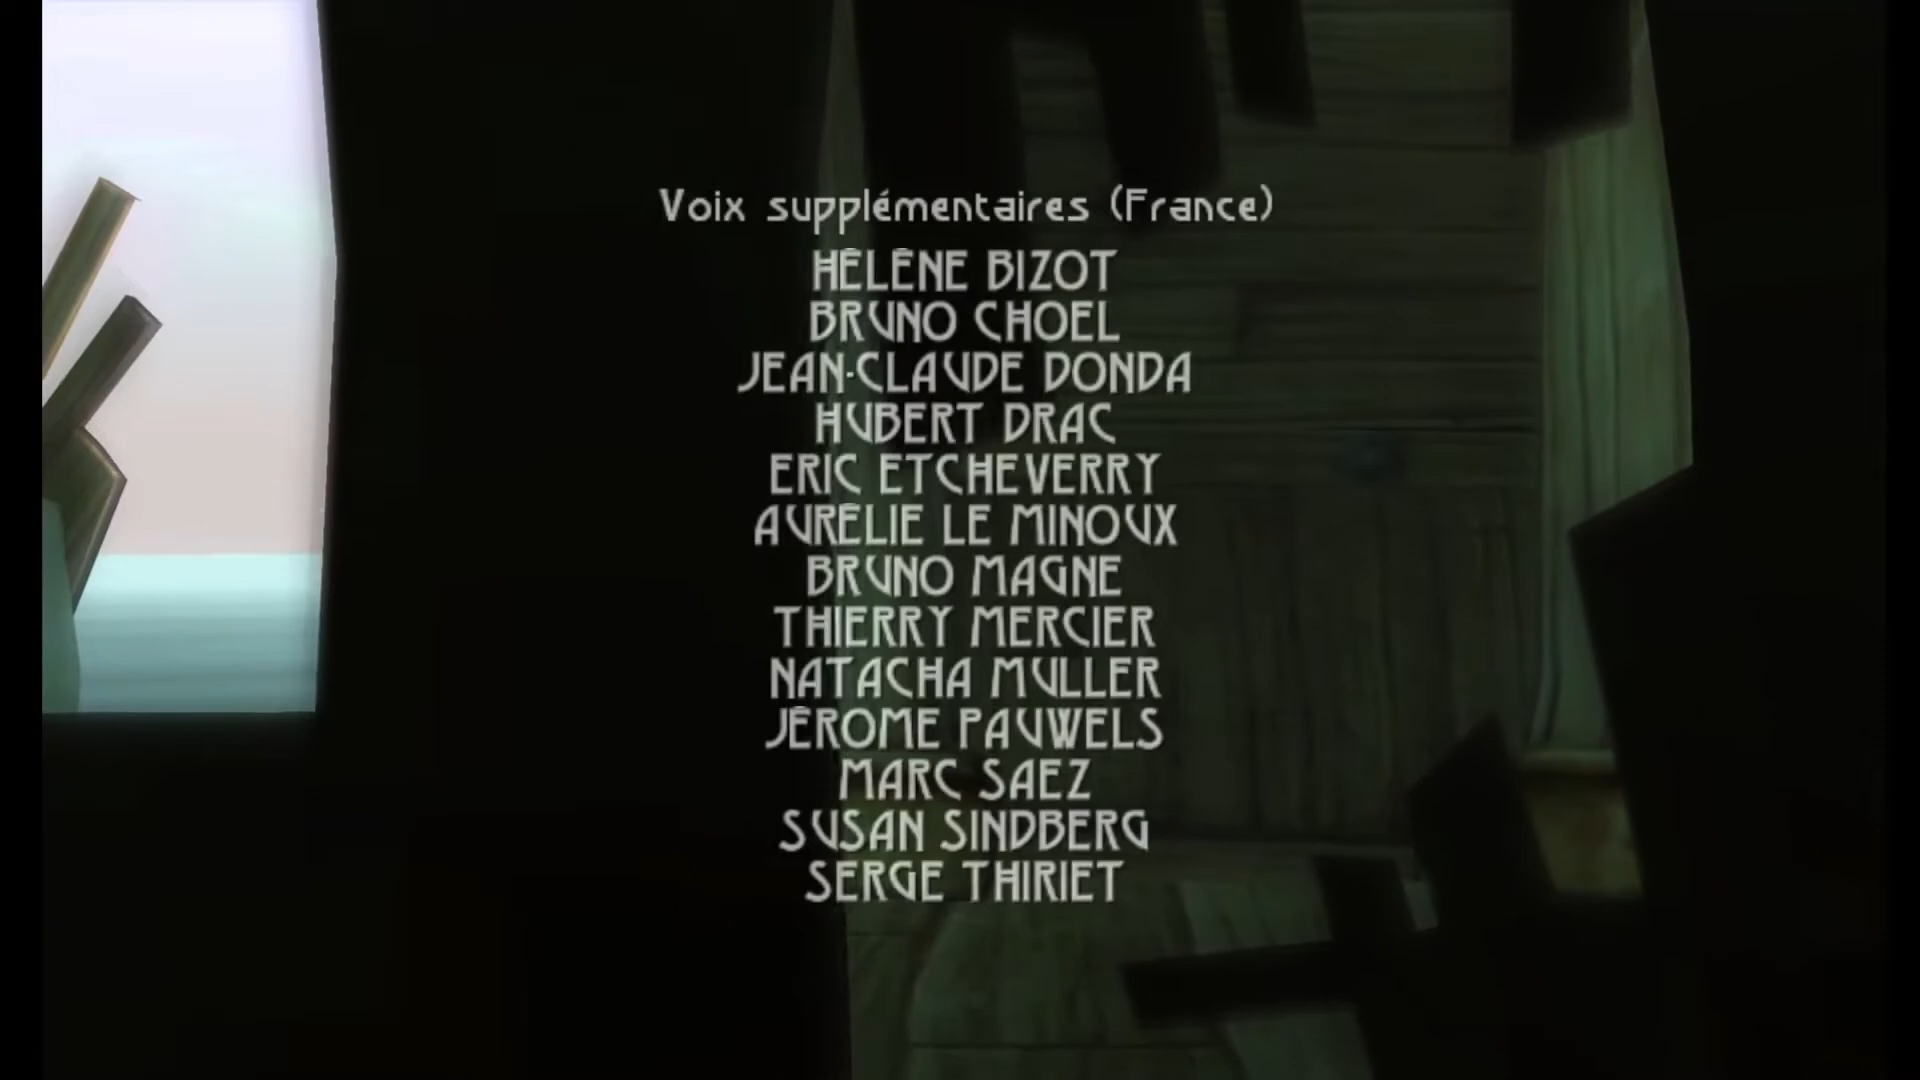 Voix supplémentaires (France)
HÉLÈNE BIZOT
BRUNO CHOEL
JEAN-CLAUDE DONDA
HUBERT DRAC
ERIC ETCHEVERRY
AURÉLIE LE MINOUX
BRUNO MAGNE
THIERRY MERCIER
NATACHA MULLER
JÉROME PAUWELS
MARC SAEZ
SUSAN SINDBERG
SERGE THIRIET